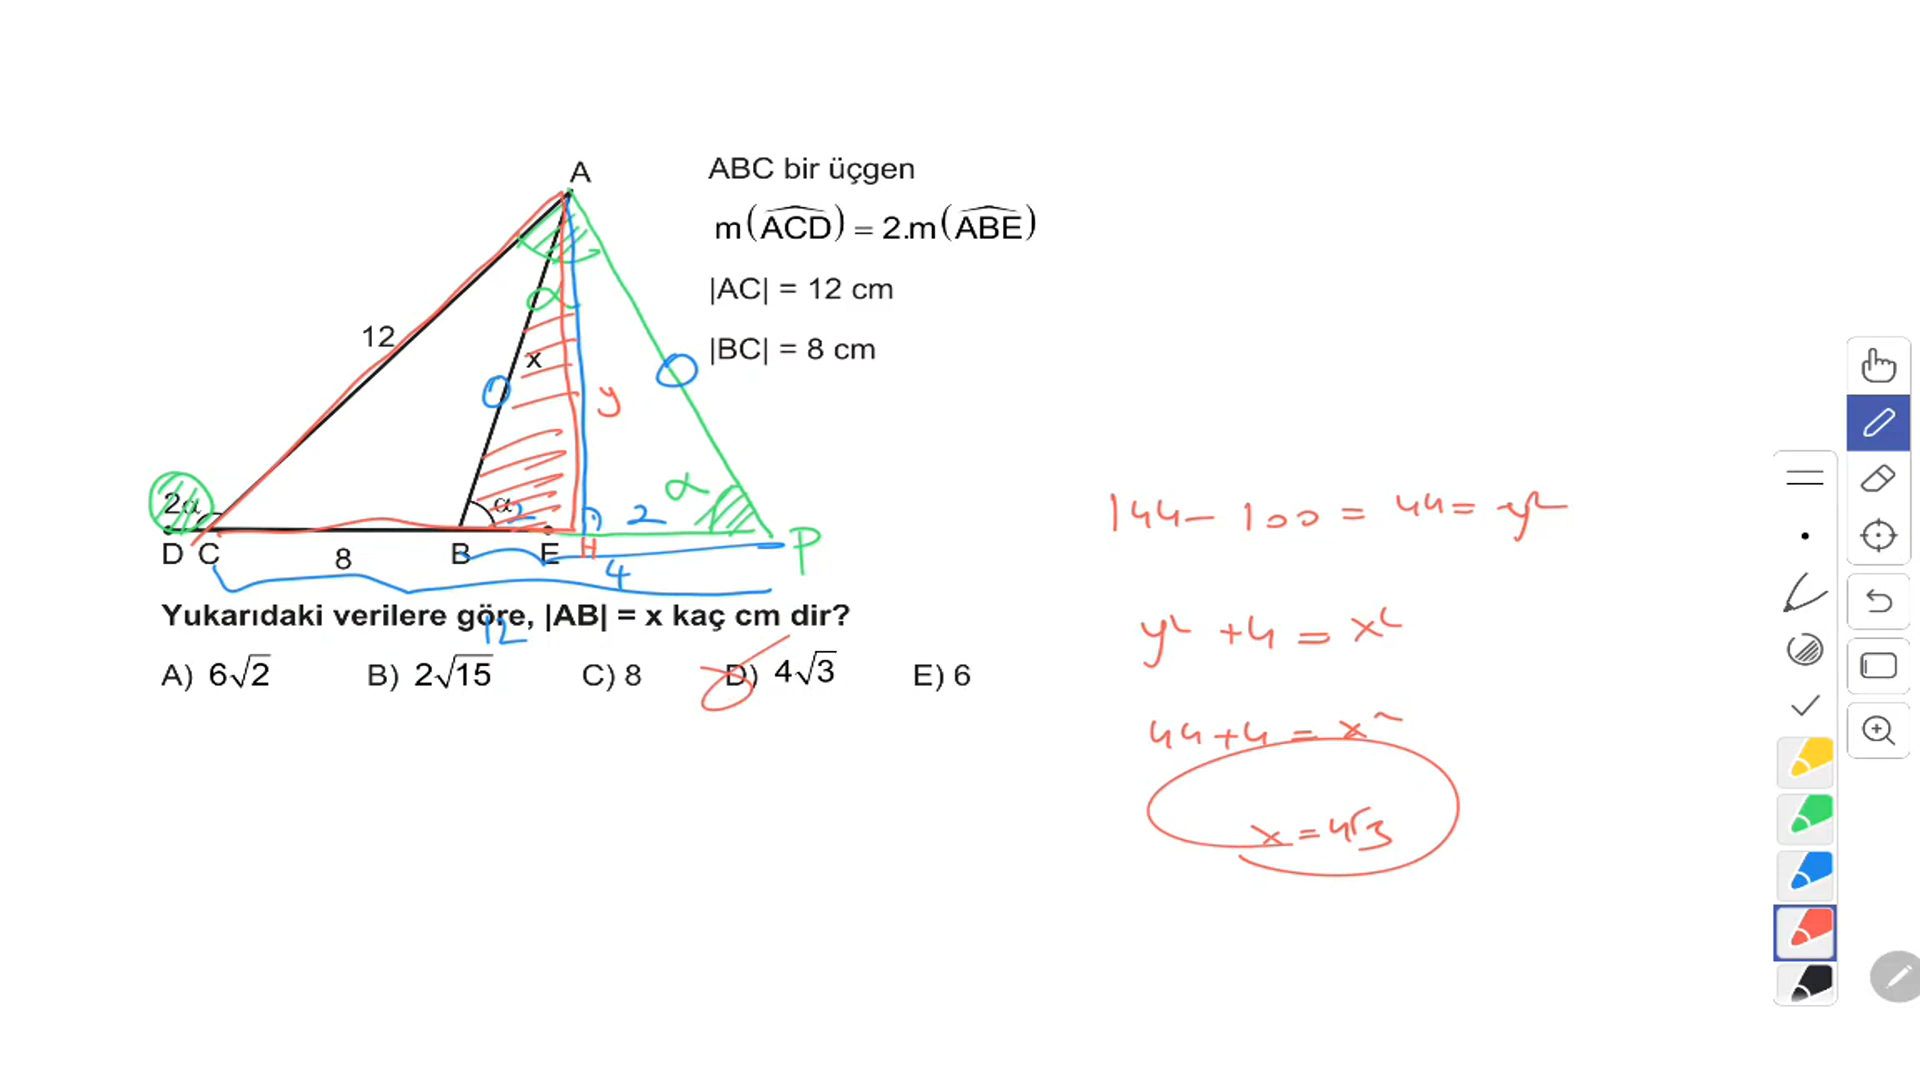 A
ABC bir üçgen
m(ACD) = 2.m(ABE)
|AC| = 12 cm
|BC| = 8 cm
12
α
x
y
2α
α
2
2
α
D C
8
B
E
H
4
P
Yukarıdaki verilere göre, |AB| = x kaç cm dir?
12
A) 6√2 B) 2√15 C) 8 D) 4√3 E) 6
144 - 100 = 44 = y²
y² + 4 = x²
44 + 4 = x²
x = 4√3